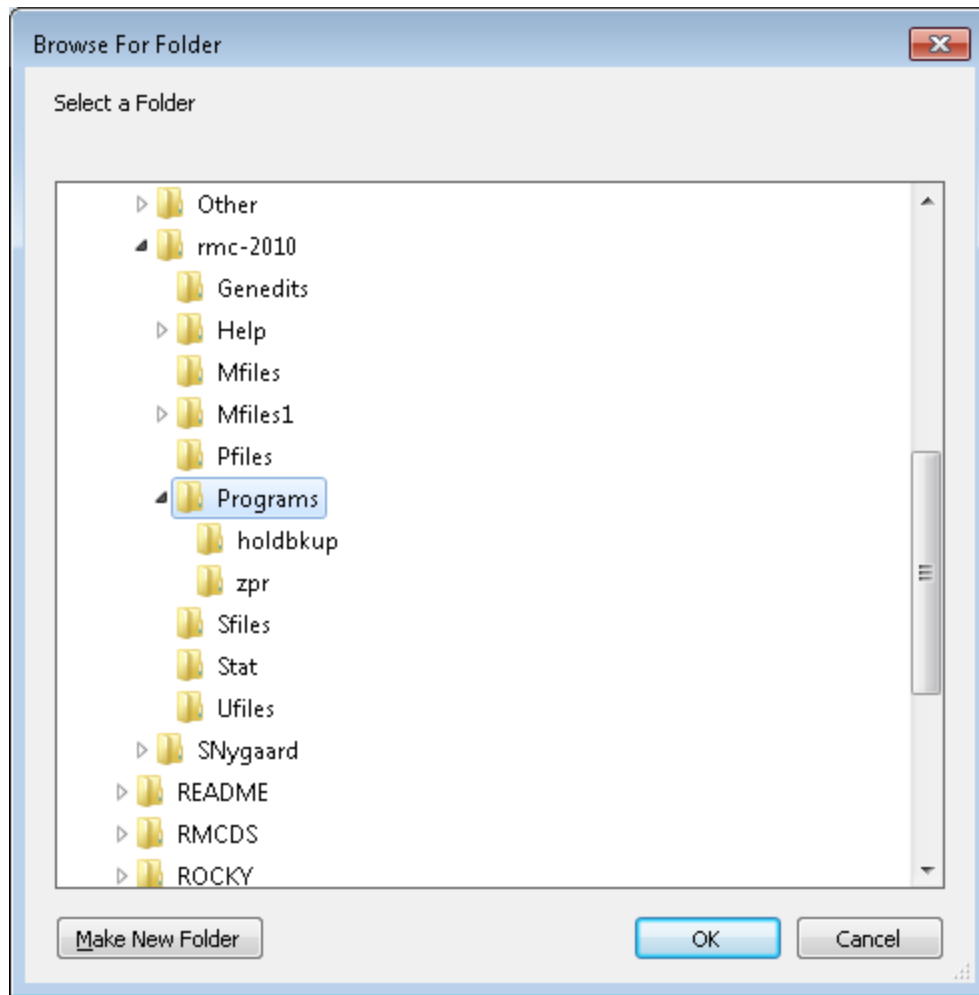 Browse For Folder
Select a Folder
Other
rmc-2010
Genedits
Help
Mfiles
Mfiles1
Pfiles
Programs
holdbkup
zpr
Sfiles
Stat
Ufiles
SNygaard
README
RMCDS
ROCKY
Make New Folder OK Cancel